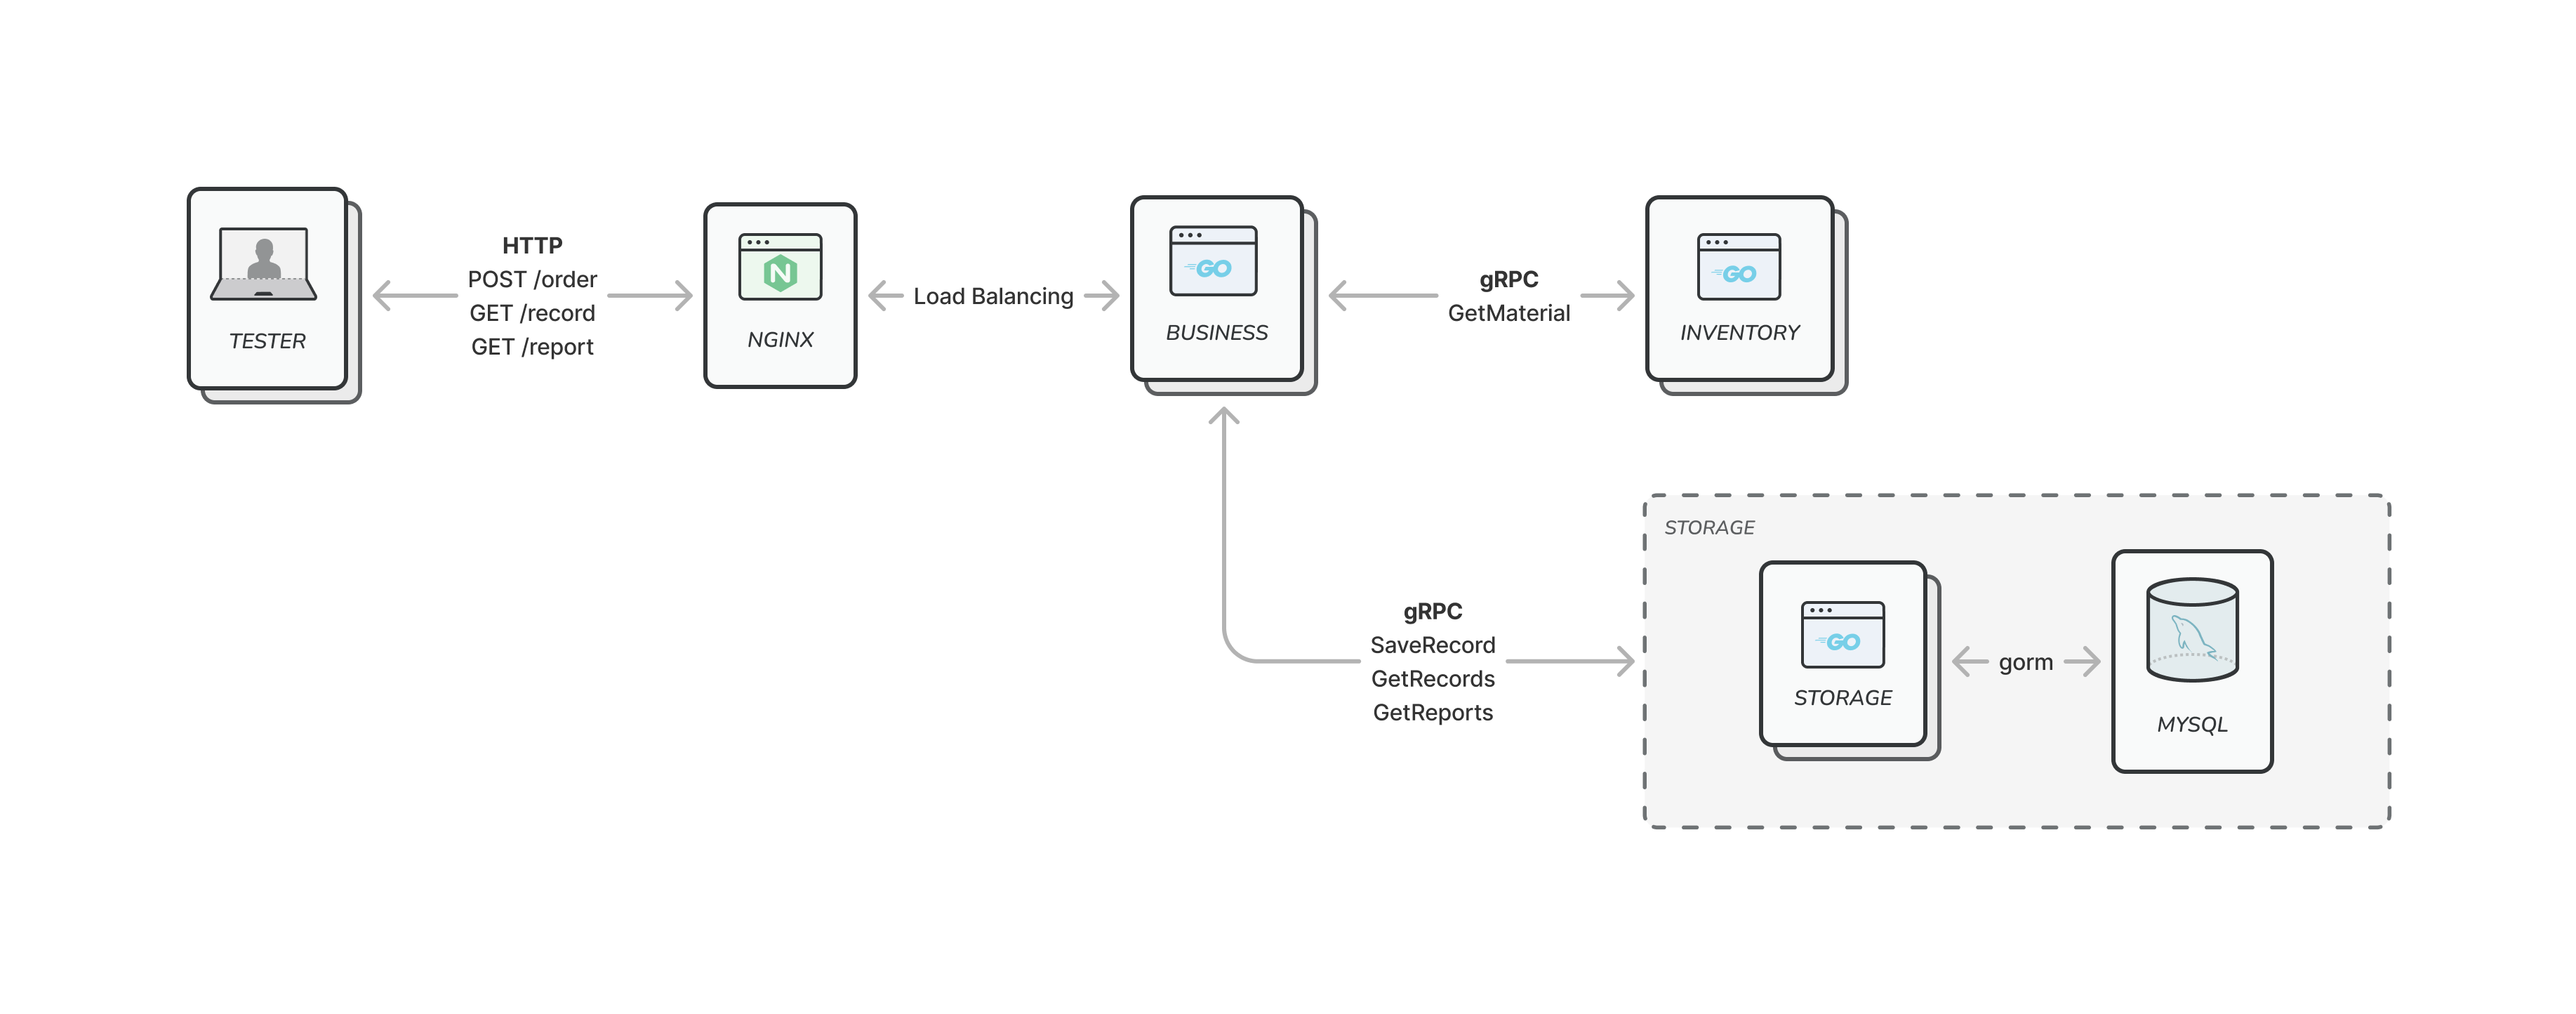 TESTER
HTTP
POST /order
GET /record
GET /report
N
NGINX
Load Balancing
GO
BUSINESS
gRPC
GetMaterial
GO
INVENTORY
gRPC
SaveRecord
GetRecords
GetReports
STORAGE
GO
STORAGE
gorm
MYSQL